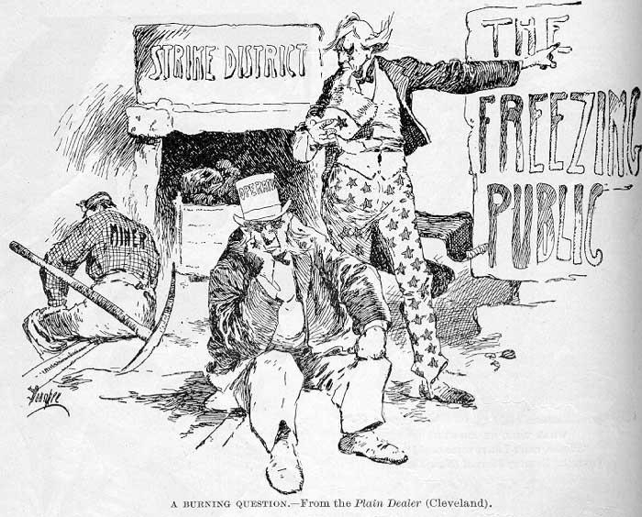 STRIKE DISTRICT
THE
FREEZING
PUBLIC
MINER
OPERATOR
A BURNING QUESTION.—From the Plain Dealer (Cleveland).